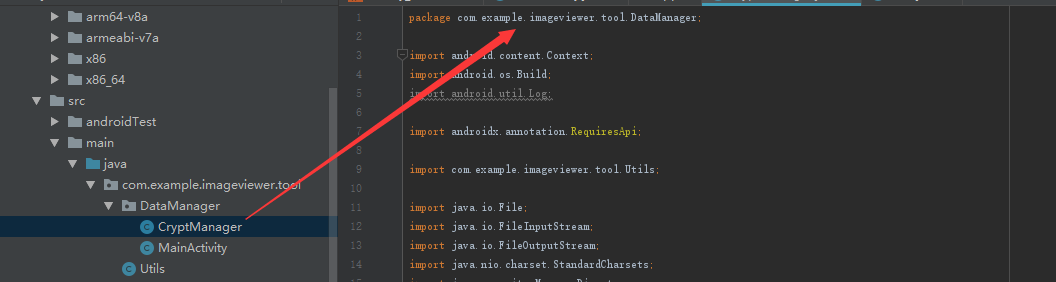 arm64-v8a
armeabi-v7a
x86
x86_64
src
androidTest
main
java
com.example.imageviewer.tool
DataManager
CryptManager
MainActivity
Utils
1 package com.example.imageviewer.tool.DataManager;
2
3 import android.content.Context;
4 import android.os.Build;
5 import android.util.Log;
6
7 import androidx.annotation.RequiresApi;
8
9 import com.example.imageviewer.tool.Utils;
10
11 import java.io.File;
12 import java.io.FileInputStream;
13 import java.io.FileOutputStream;
14 import java.nio.charset.StandardCharsets;